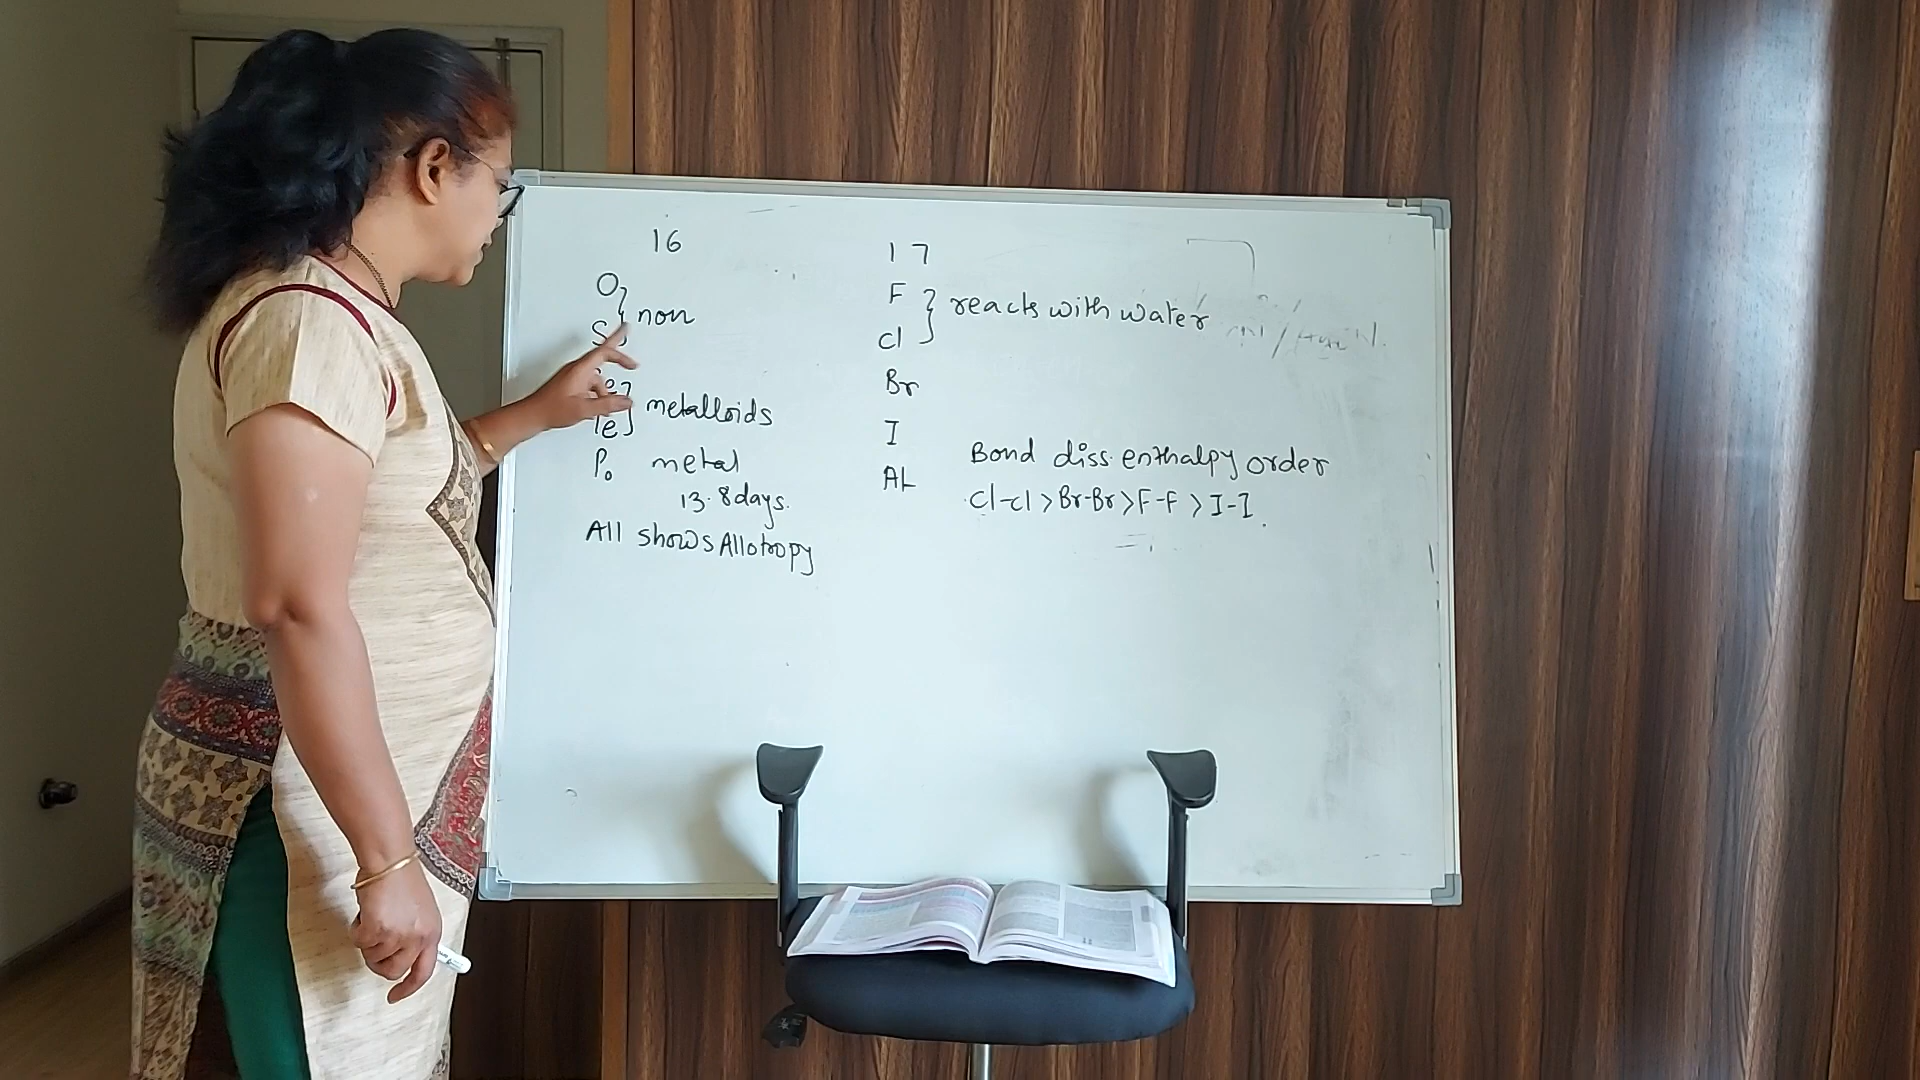 16
O
non
S
Te
metalloids
Po metal
13.8days.
All shows Allotropy
17
F
reacts with water
Cl
Br
I
At
Bond diss. enthalpy order
Cl-Cl > Br-Br > F-F > I-I.